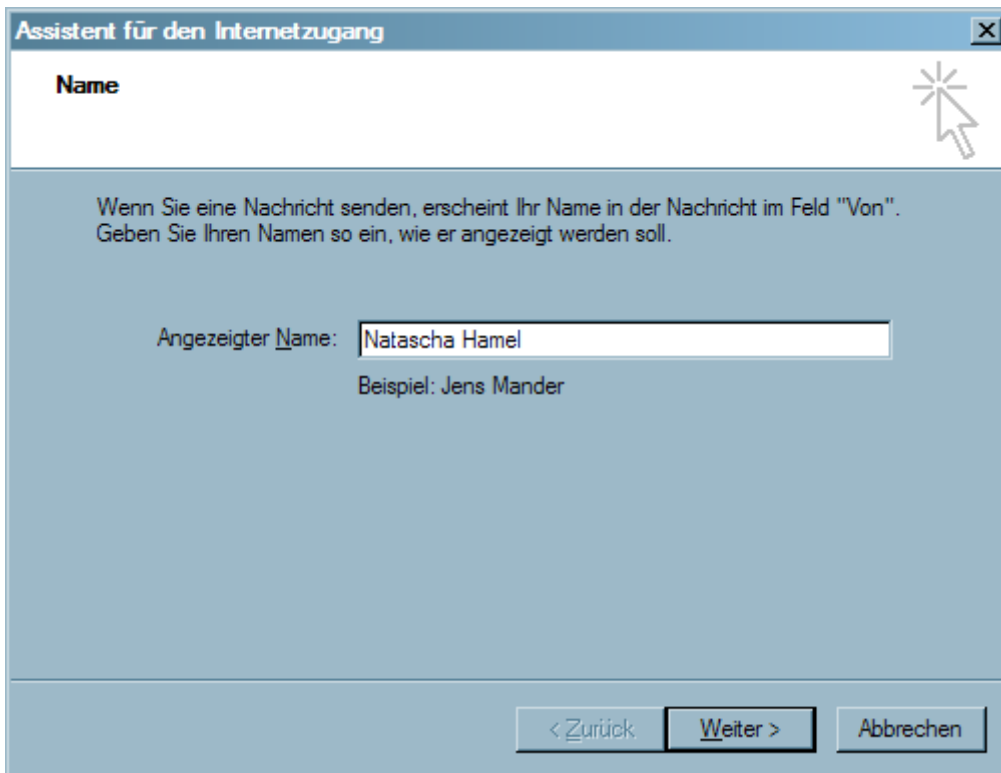 Assistent für den Internetzugang
Name
Wenn Sie eine Nachricht senden, erscheint Ihr Name in der Nachricht im Feld "Von".
Geben Sie Ihren Namen so ein, wie er angezeigt werden soll.
Angezeigter Name: Natascha Hamel
Beispiel: Jens Mander
< Zurück Weiter > Abbrechen